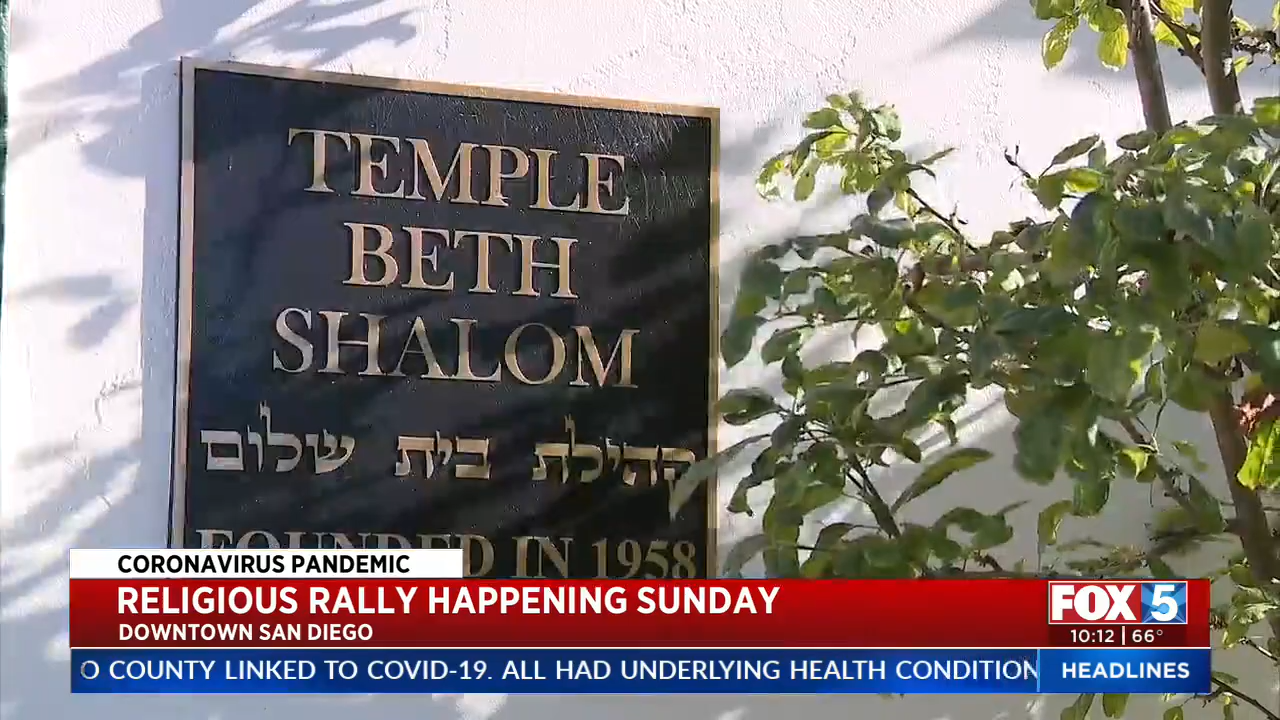 TEMPLE
BETH
SHALOM
קהילת בית שלום
FOUNDED IN 1958
CORONAVIRUS PANDEMIC
RELIGIOUS RALLY HAPPENING SUNDAY
DOWNTOWN SAN DIEGO
FOX 5
10:12 | 66°
O COUNTY LINKED TO COVID-19. ALL HAD UNDERLYING HEALTH CONDITION
HEADLINES